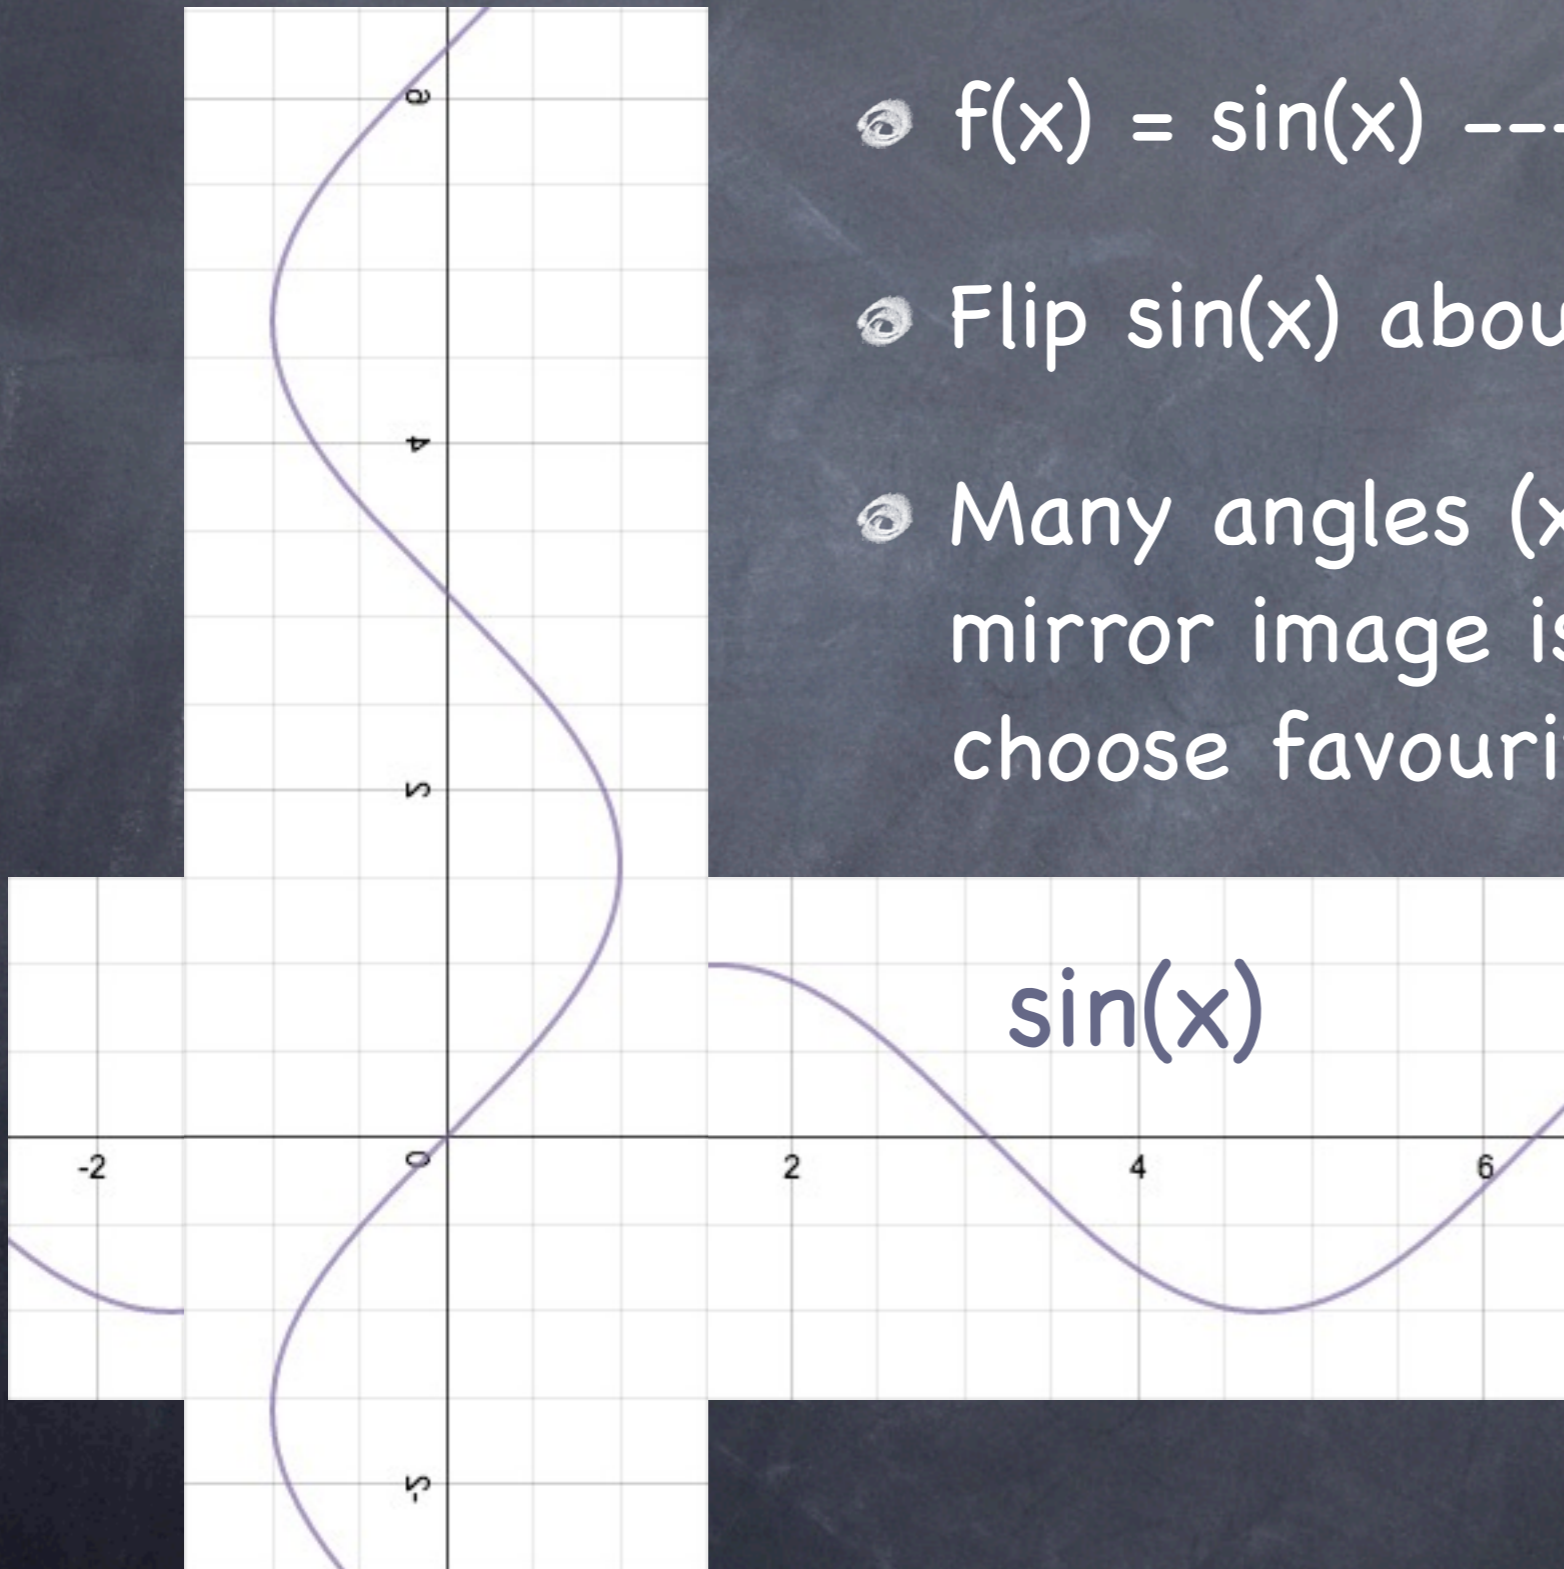 f(x) = sin(x) ---
Flip sin(x) abou
Many angles (x
mirror image is
choose favouri
6
4
2
sin(x)
-2
0
2
4
6
-2